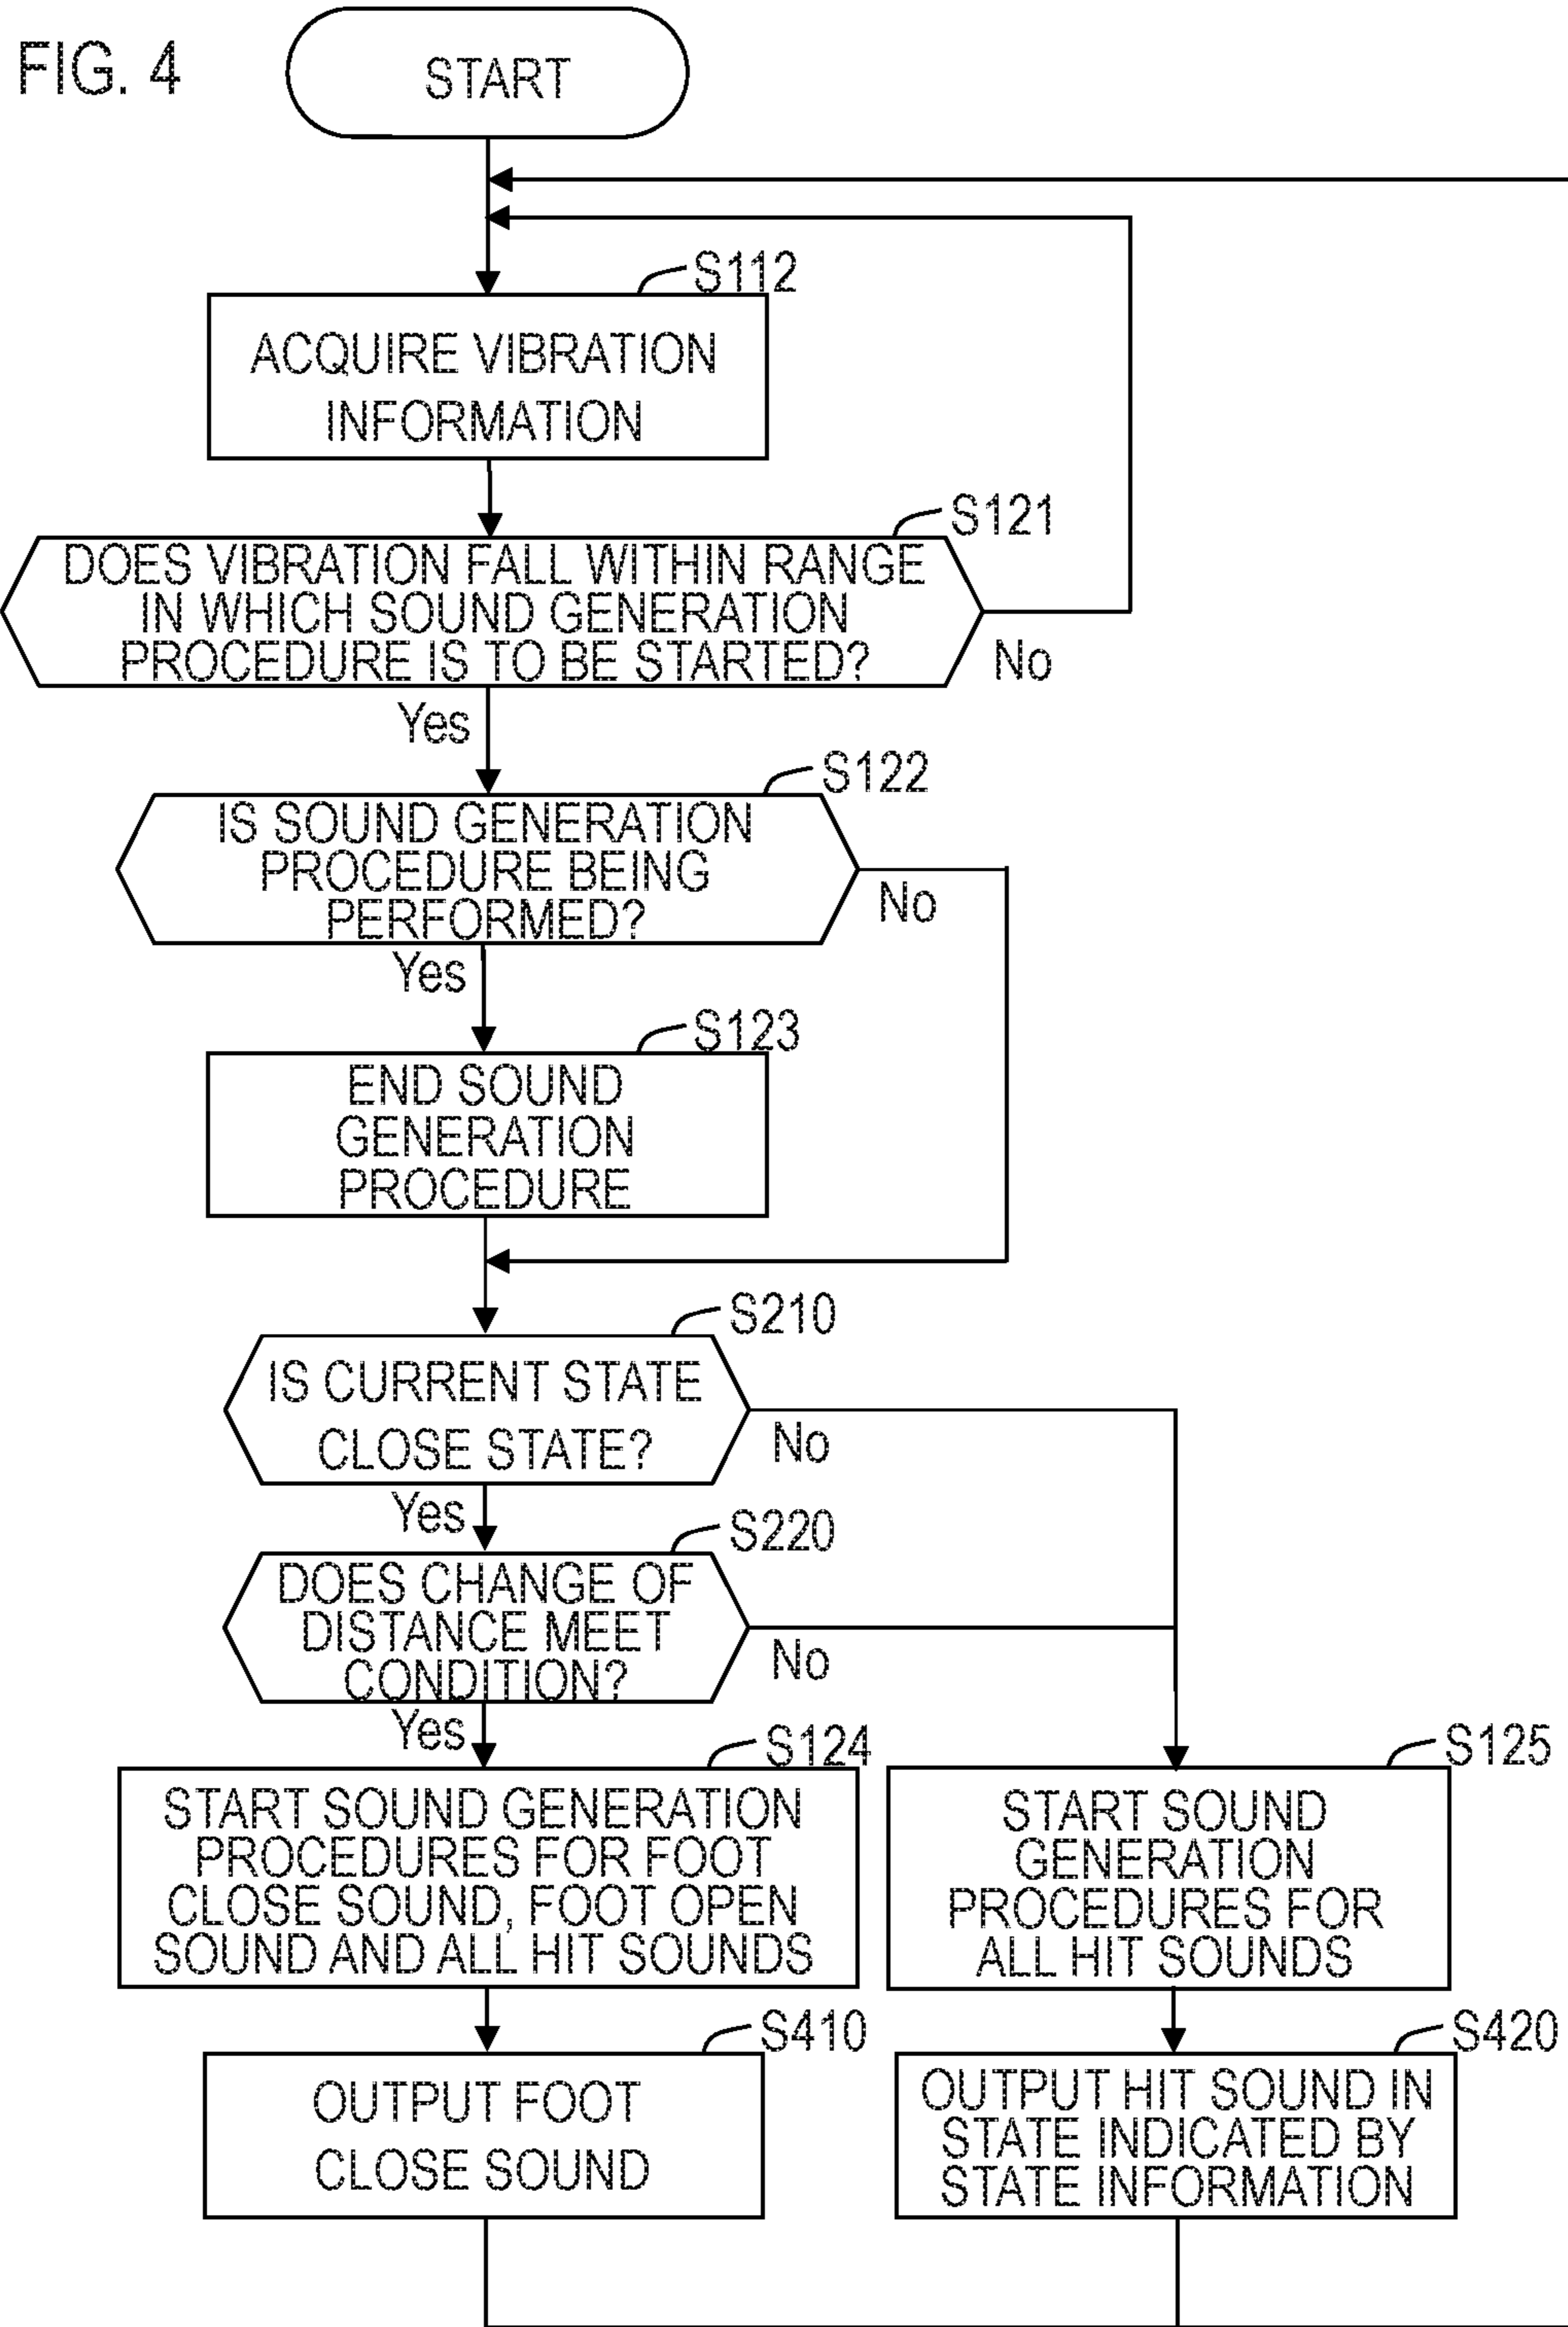 FIG. 4
START
S112
ACQUIRE VIBRATION
INFORMATION
S121
DOES VIBRATION FALL WITHIN RANGE
IN WHICH SOUND GENERATION
PROCEDURE IS TO BE STARTED?
No
Yes
S122
IS SOUND GENERATION
PROCEDURE BEING
PERFORMED?
No
Yes
S123
END SOUND
GENERATION
PROCEDURE
S210
IS CURRENT STATE
CLOSE STATE?
No
Yes
S220
DOES CHANGE OF
DISTANCE MEET
CONDITION?
No
Yes
S124
START SOUND GENERATION
PROCEDURES FOR FOOT
CLOSE SOUND, FOOT OPEN
SOUND AND ALL HIT SOUNDS
S125
START SOUND
GENERATION
PROCEDURES FOR
ALL HIT SOUNDS
S410
OUTPUT FOOT
CLOSE SOUND
S420
OUTPUT HIT SOUND IN
STATE INDICATED BY
STATE INFORMATION